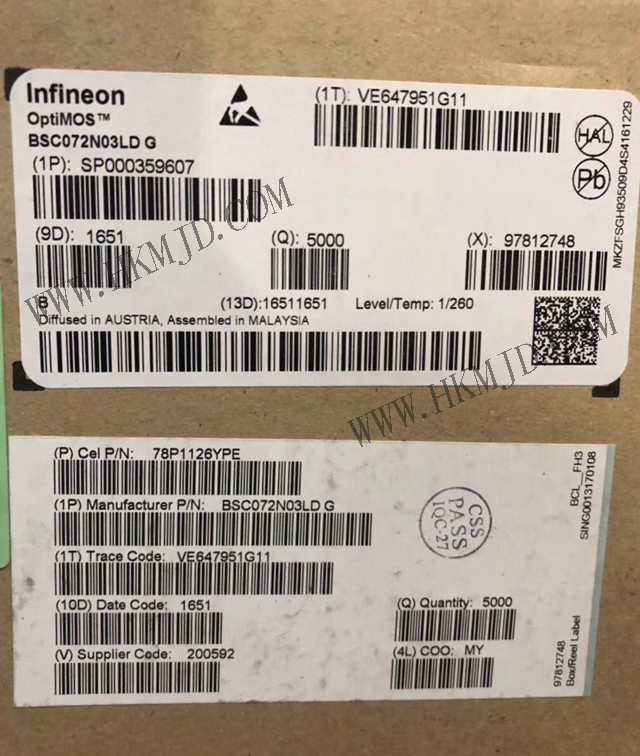 Infineon
OptiMOS™
BSC072N03LD G
(1P): SP000359607
(1T): VE647951G11
HAL
Pb
MKZFSGH93509D4S4161229
(9D): 1651
(Q): 5000
(X): 97812748
B
(13D):16511651
Level/Temp: 1/260
Diffused in AUSTRIA, Assembled in MALAYSIA
WWW.HKMJD.COM
WWW.HKMJD.COM
(P) Cel P/N: 78P1126YPE
(1P) Manufacturer P/N: BSC072N03LD G
(1T) Trace Code: VE647951G11
(10D) Date Code: 1651
(Q) Quantity: 5000
(V) Supplier Code: 200592
(4L) COO: MY
CSS
PASS
IQC-27
BCL__FH3
SING0013170108
97812748
Box/Reel Label